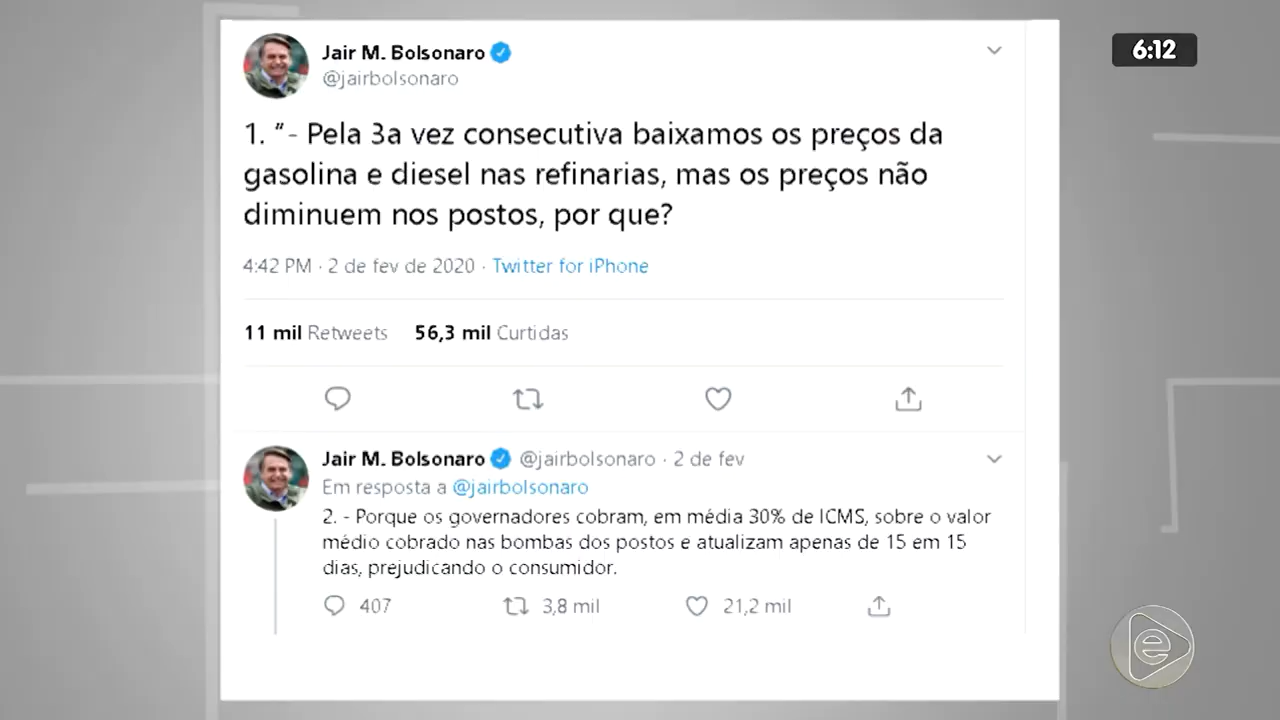 6:12
Jair M. Bolsonaro
@jairbolsonaro
1. “- Pela 3a vez consecutiva baixamos os preços da
gasolina e diesel nas refinarias, mas os preços não
diminuem nos postos, por que?
4:42 PM · 2 de fev de 2020 · Twitter for iPhone
11 mil Retweets 56,3 mil Curtidas
Jair M. Bolsonaro @jairbolsonaro · 2 de fev
Em resposta a @jairbolsonaro
2. - Porque os governadores cobram, em média 30% de ICMS, sobre o valor
médio cobrado nas bombas dos postos e atualizam apenas de 15 em 15
dias, prejudicando o consumidor.
407 3,8 mil 21,2 mil
e